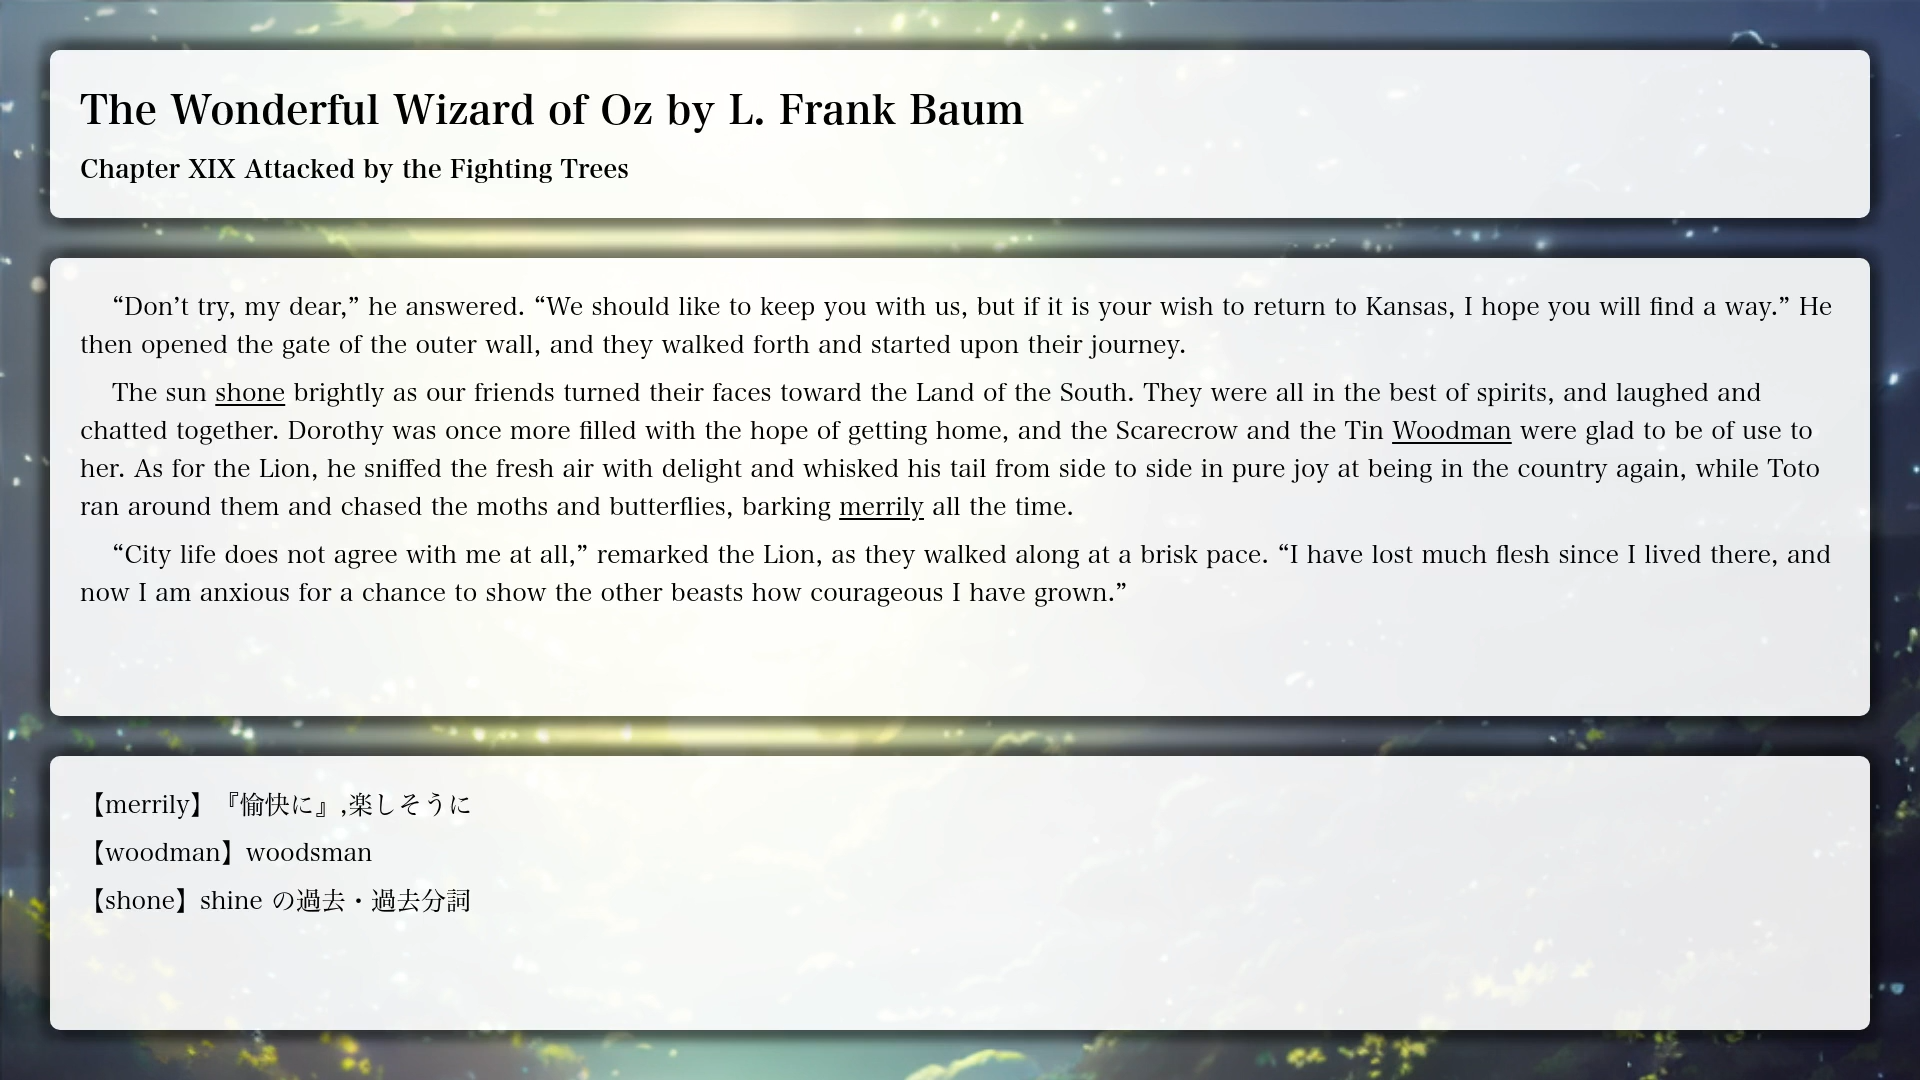 The Wonderful Wizard of Oz by L. Frank Baum
Chapter XIX Attacked by the Fighting Trees
“Don’t try, my dear,” he answered. “We should like to keep you with us, but if it is your wish to return to Kansas, I hope you will find a way.” He
then opened the gate of the outer wall, and they walked forth and started upon their journey.
The sun shone brightly as our friends turned their faces toward the Land of the South. They were all in the best of spirits, and laughed and
chatted together. Dorothy was once more filled with the hope of getting home, and the Scarecrow and the Tin Woodman were glad to be of use to
her. As for the Lion, he sniffed the fresh air with delight and whisked his tail from side to side in pure joy at being in the country again, while Toto
ran around them and chased the moths and butterflies, barking merrily all the time.
“City life does not agree with me at all,” remarked the Lion, as they walked along at a brisk pace. “I have lost much flesh since I lived there, and
now I am anxious for a chance to show the other beasts how courageous I have grown.”
【merrily】『愉快に』,楽しそうに
【woodman】woodsman
【shone】shine の過去・過去分詞